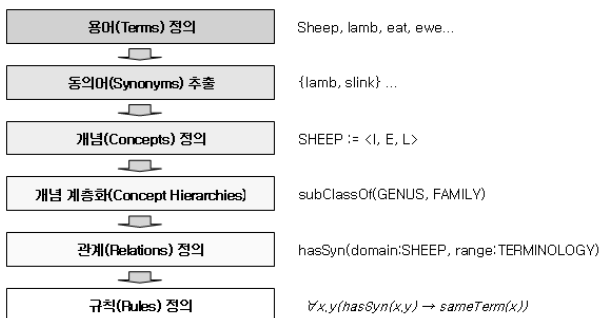 용어(Terms) 정의
Sheep, lamb, eat, ewe...
동의어(Synonyms) 추출
{lamb, slink} ...
개념(Concepts) 정의
SHEEP := <I, E, L>
개념 계층화(Concept Hierarchies)
subClassOf(GENUS, FAMILY)
관계(Relations) 정의
hasSyn(domain:SHEEP, range:TERMINOLOGY)
규칙(Rules) 정의
∀x,y(hasSyn(x,y) → sameTerm(x))